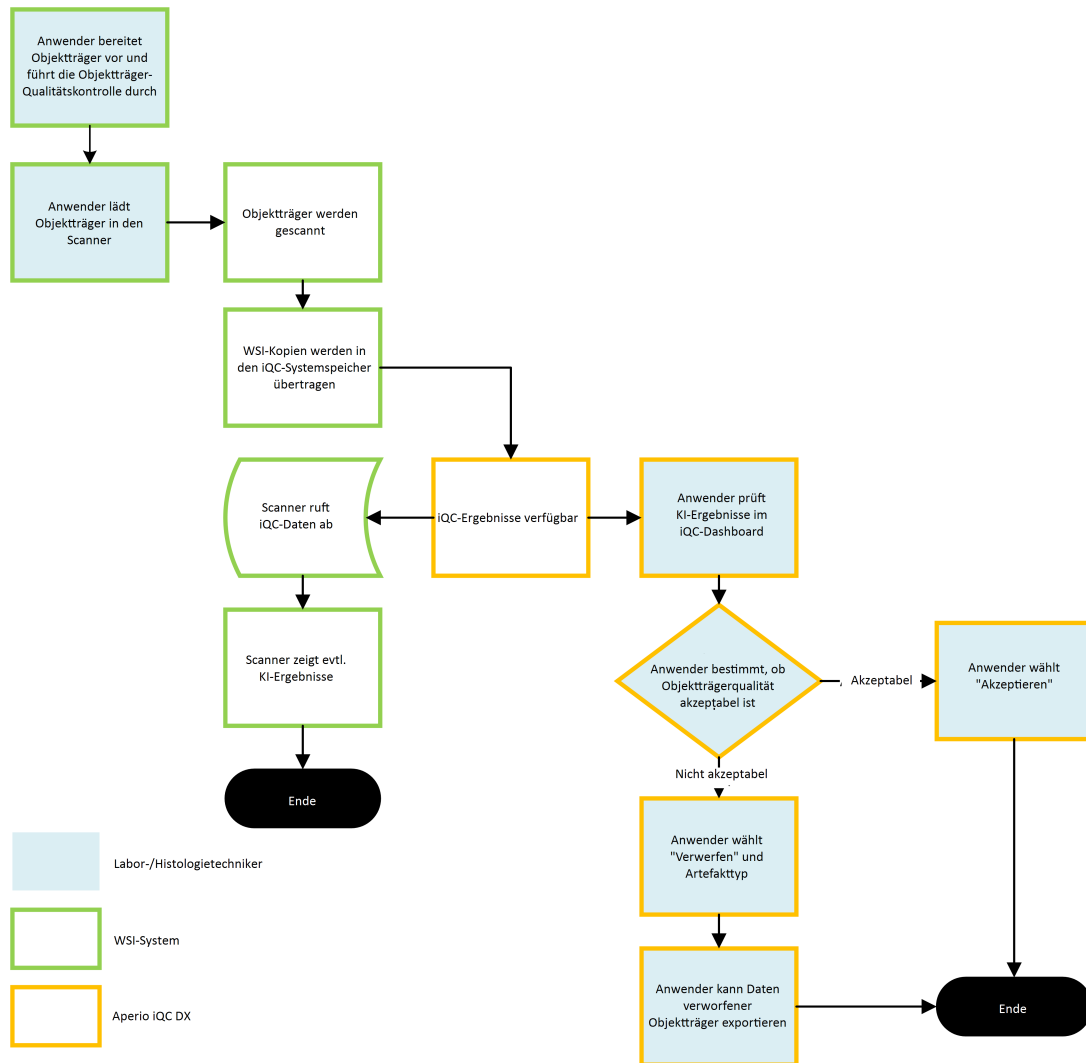 Anwender bereitet
Objektträger vor und
führt die Objektträger-
Qualitätskontrolle durch
Anwender lädt
Objektträger in den
Scanner
Objektträger werden
gescannt
WSI-Kopien werden in
den iQC-Systemspeicher
übertragen
Scanner ruft
iQC-Daten ab
iQC-Ergebnisse verfügbar
Anwender prüft
KI-Ergebnisse im
iQC-Dashboard
Scanner zeigt evtl.
KI-Ergebnisse
Anwender bestimmt, ob
Objektträgerqualität
akzeptabel ist
Akzeptabel
Anwender wählt
"Akzeptieren"
Nicht akzeptabel
Ende
Anwender wählt
"Verwerfen" und
Artefakttyp
Anwender kann Daten
verworfener
Objektträger exportieren
Ende
Labor-/Histologietechniker
WSI-System
Aperio iQC DX